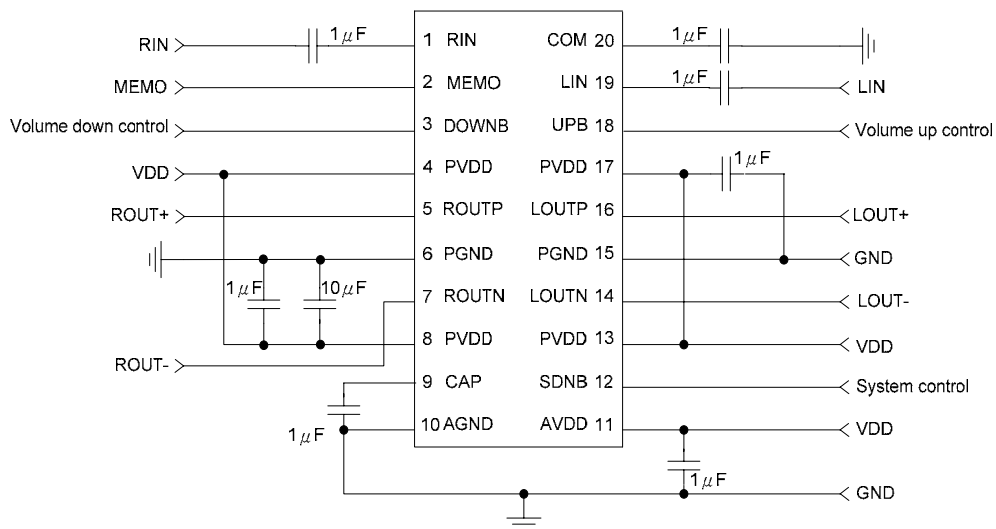 1μF
RIN
1 RIN
COM 20
1μF
MEMO
2 MEMO
LIN 19
1μF
LIN
Volume down control
3 DOWNB
UPB 18
Volume up control
VDD
4 PVDD
PVDD 17
1μF
ROUT+
5 ROUTP
LOUTP 16
LOUT+
6 PGND
PGND 15
GND
1μF
10μF
7 ROUTN
LOUTN 14
LOUT-
8 PVDD
PVDD 13
VDD
ROUT-
9 CAP
SDNB 12
System control
1μF
10 AGND
AVDD 11
VDD
1μF
GND